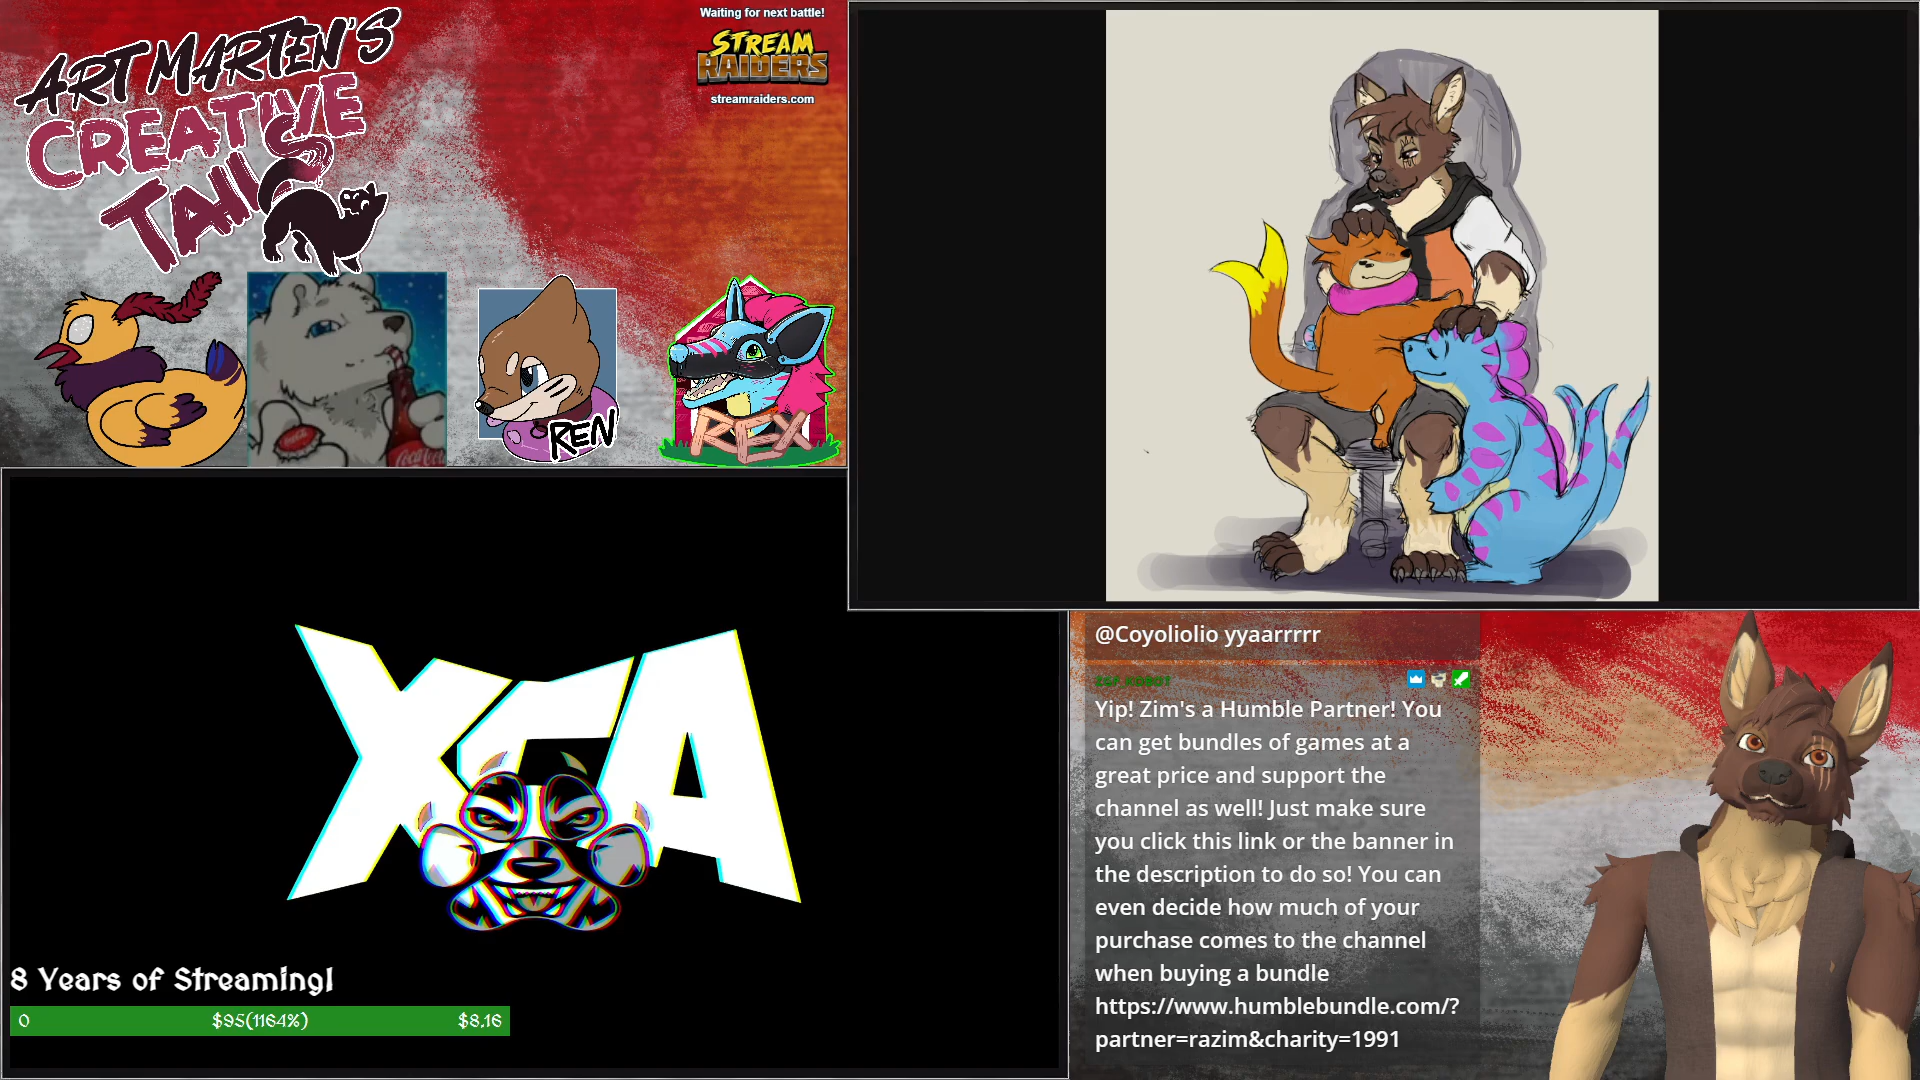 ART MARTEN'S
CREATIVE
TAILS
Waiting for next battle!
STREAM
RAIDERS
streamraiders.com
Coca-Cola
REN
REX
XCA
8 Years of Streaming!
0 $95(1164%) $8.16
@Coyoliolio yyaarrrrr
Yip! Zim's a Humble Partner! You
can get bundles of games at a
great price and support the
channel as well! Just make sure
you click this link or the banner in
the description to do so! You can
even decide how much of your
purchase comes to the channel
when buying a bundle
https://www.humblebundle.com/?
partner=razim&charity=1991